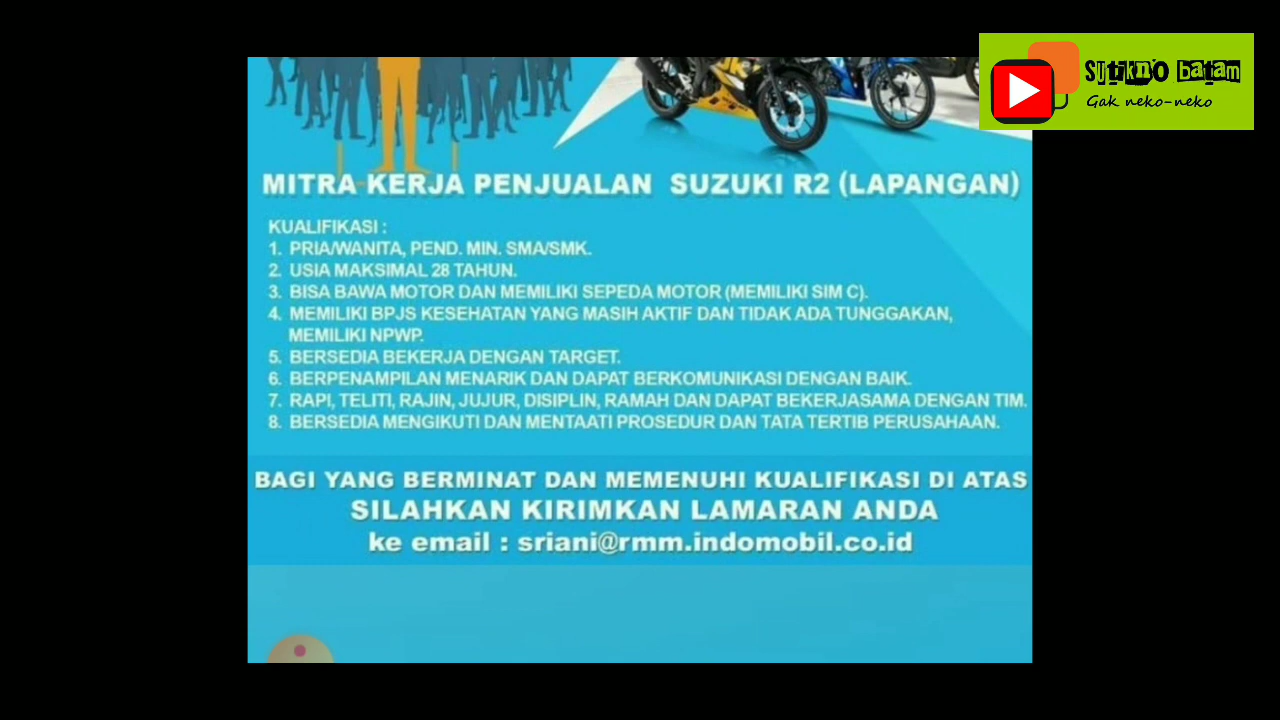 Sutikno batam
Gak neko-neko
MITRA KERJA PENJUALAN SUZUKI R2 (LAPANGAN)
KUALIFIKASI :
1. PRIA/WANITA, PEND. MIN. SMA/SMK.
2. USIA MAKSIMAL 28 TAHUN.
3. BISA BAWA MOTOR DAN MEMILIKI SEPEDA MOTOR (MEMILIKI SIM C).
4. MEMILIKI BPJS KESEHATAN YANG MASIH AKTIF DAN TIDAK ADA TUNGGAKAN,
MEMILIKI NPWP.
5. BERSEDIA BEKERJA DENGAN TARGET.
6. BERPENAMPILAN MENARIK DAN DAPAT BERKOMUNIKASI DENGAN BAIK.
7. RAPI, TELITI, RAJIN, JUJUR, DISIPLIN, RAMAH DAN DAPAT BEKERJASAMA DENGAN TIM.
8. BERSEDIA MENGIKUTI DAN MENTAATI PROSEDUR DAN TATA TERTIB PERUSAHAAN.
BAGI YANG BERMINAT DAN MEMENUHI KUALIFIKASI DI ATAS
SILAHKAN KIRIMKAN LAMARAN ANDA
ke email : sriani@rmm.indomobil.co.id